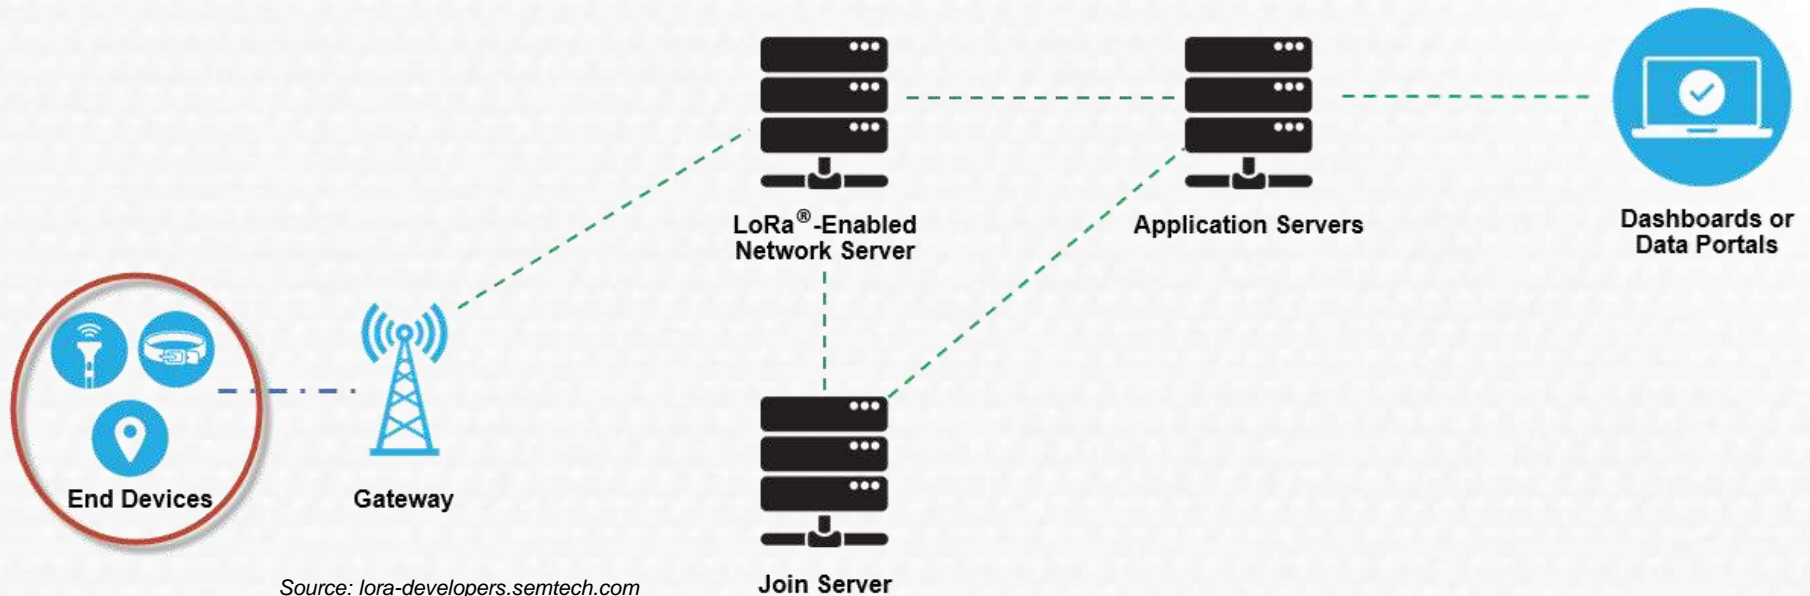 LoRa®-Enabled
Network Server
Application Servers
Dashboards or
Data Portals
End Devices
Gateway
Join Server
Source: lora-developers.semtech.com